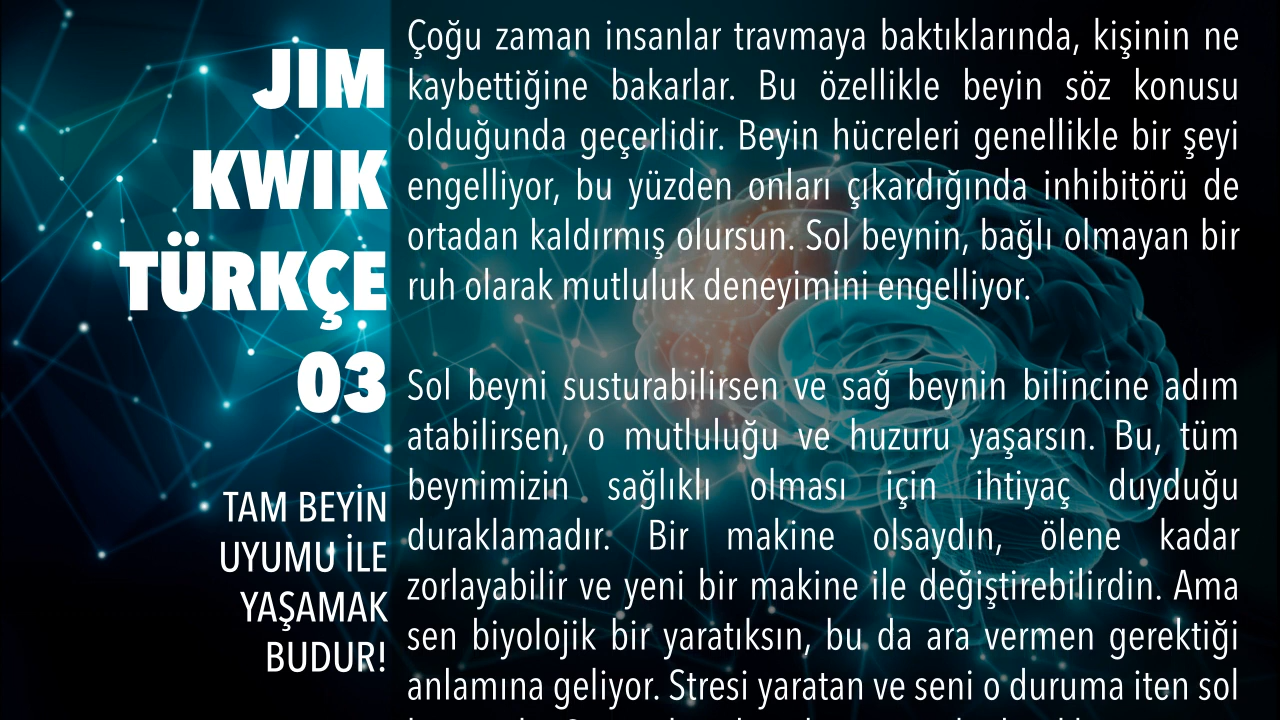 JIM
KWIK
TÜRKÇE
03
TAM BEYİN
UYUMU İLE
YAŞAMAK
BUDUR!
Çoğu zaman insanlar travmaya baktıklarında, kişinin ne
kaybettiğine bakarlar. Bu özellikle beyin söz konusu
olduğunda geçerlidir. Beyin hücreleri genellikle bir şeyi
engelliyor, bu yüzden onları çıkardığında inhibitörü de
ortadan kaldırmış olursun. Sol beynin, bağlı olmayan bir
ruh olarak mutluluk deneyimini engelliyor.
Sol beyni susturabilirsen ve sağ beynin bilincine adım
atabilirsen, o mutluluğu ve huzuru yaşarsın. Bu, tüm
beynimizin sağlıklı olması için ihtiyaç duyduğu
duraklamadır. Bir makine olsaydın, ölene kadar
zorlayabilir ve yeni bir makine ile değiştirebilirdin. Ama
sen biyolojik bir yaratıksın, bu da ara vermen gerektiği
anlamına geliyor. Stresi yaratan ve seni o duruma iten sol